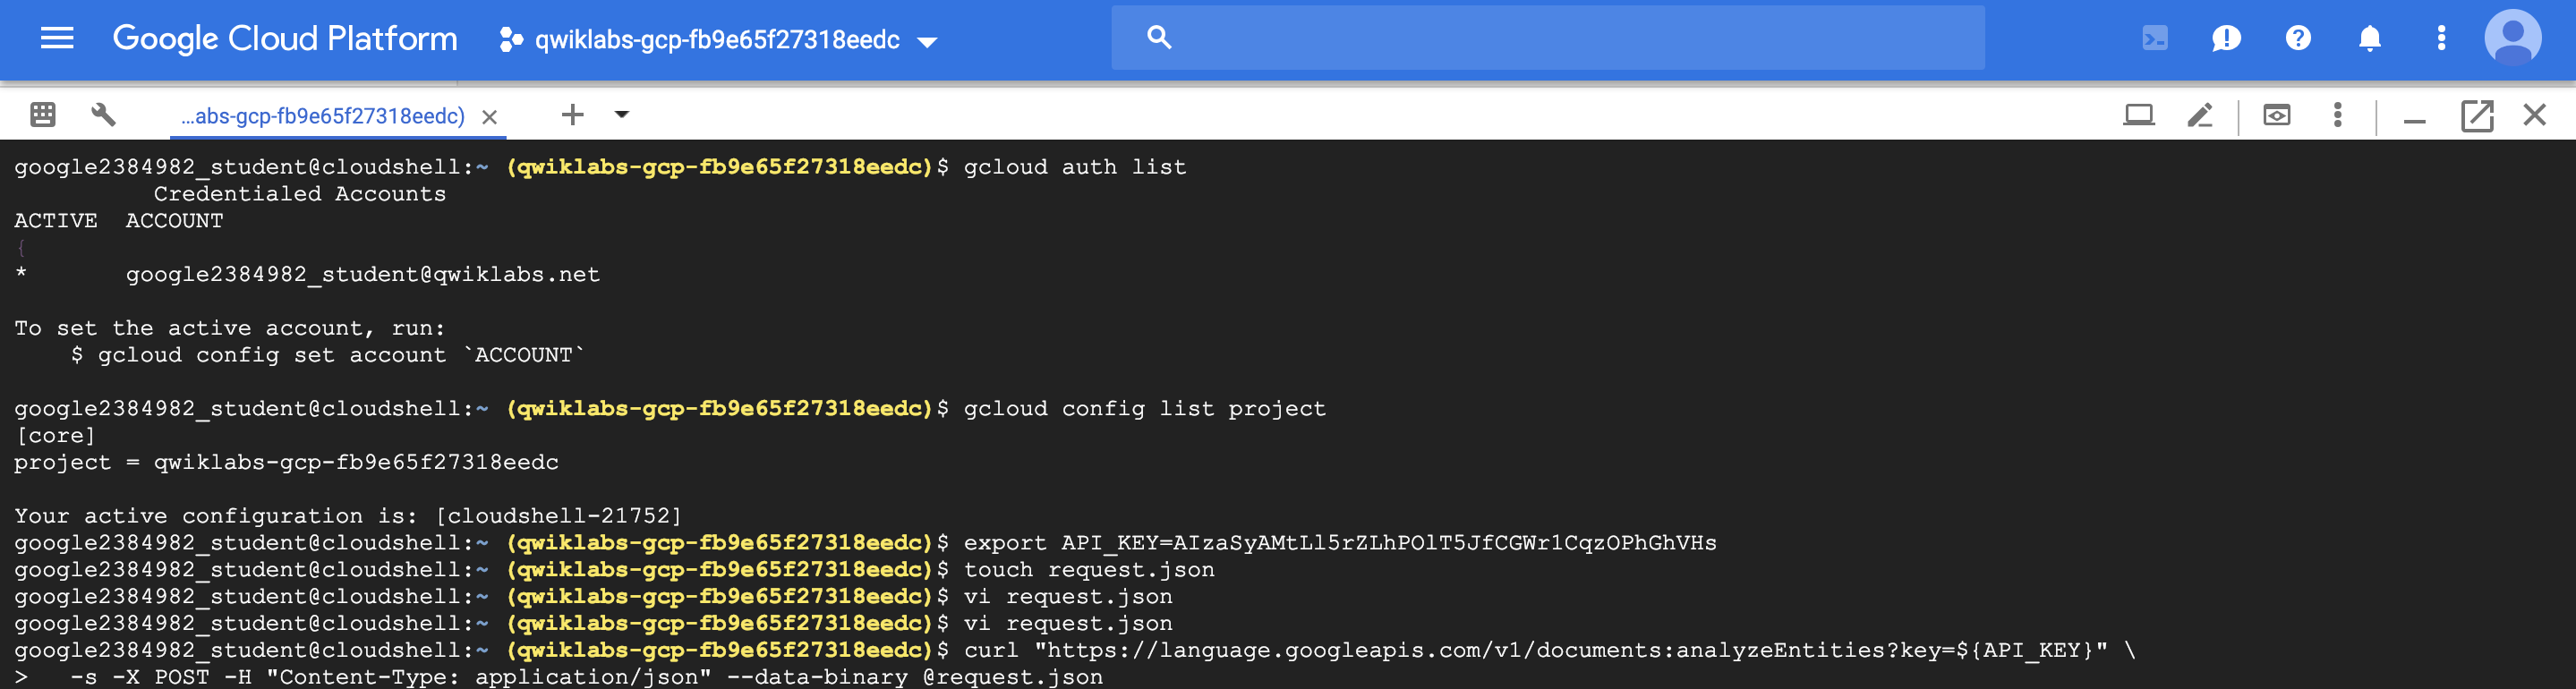 Google Cloud Platform qwiklabs-gcp-fb9e65f27318eedc
...abs-gcp-fb9e65f27318eedc)
google2384982_student@cloudshell:~ (qwiklabs-gcp-fb9e65f27318eedc)$ gcloud auth list
Credentialed Accounts
ACTIVE ACCOUNT
{
* google2384982_student@qwiklabs.net
To set the active account, run:
$ gcloud config set account `ACCOUNT`
google2384982_student@cloudshell:~ (qwiklabs-gcp-fb9e65f27318eedc)$ gcloud config list project
[core]
project = qwiklabs-gcp-fb9e65f27318eedc
Your active configuration is: [cloudshell-21752]
google2384982_student@cloudshell:~ (qwiklabs-gcp-fb9e65f27318eedc)$ export API_KEY=AIzaSyAMtLl5rZLhPOlT5JfCGWr1CqzOPhGhVHs
google2384982_student@cloudshell:~ (qwiklabs-gcp-fb9e65f27318eedc)$ touch request.json
google2384982_student@cloudshell:~ (qwiklabs-gcp-fb9e65f27318eedc)$ vi request.json
google2384982_student@cloudshell:~ (qwiklabs-gcp-fb9e65f27318eedc)$ vi request.json
google2384982_student@cloudshell:~ (qwiklabs-gcp-fb9e65f27318eedc)$ curl "https://language.googleapis.com/v1/documents:analyzeEntities?key=${API_KEY}" \
> -s -X POST -H "Content-Type: application/json" --data-binary @request.json